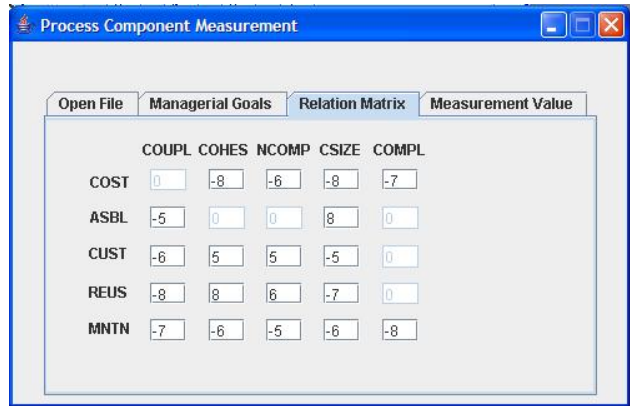 Process Component Measurement
Open File Managerial Goals Relation Matrix Measurement Value
COUPL COHES NCOMP CSIZE COMPL
COST 0 -8 -6 -8 -7
ASBL -5 0 0 8 0
CUST -6 5 5 -5 0
REUS -8 8 6 -7 0
MNTN -7 -6 -5 -6 -8